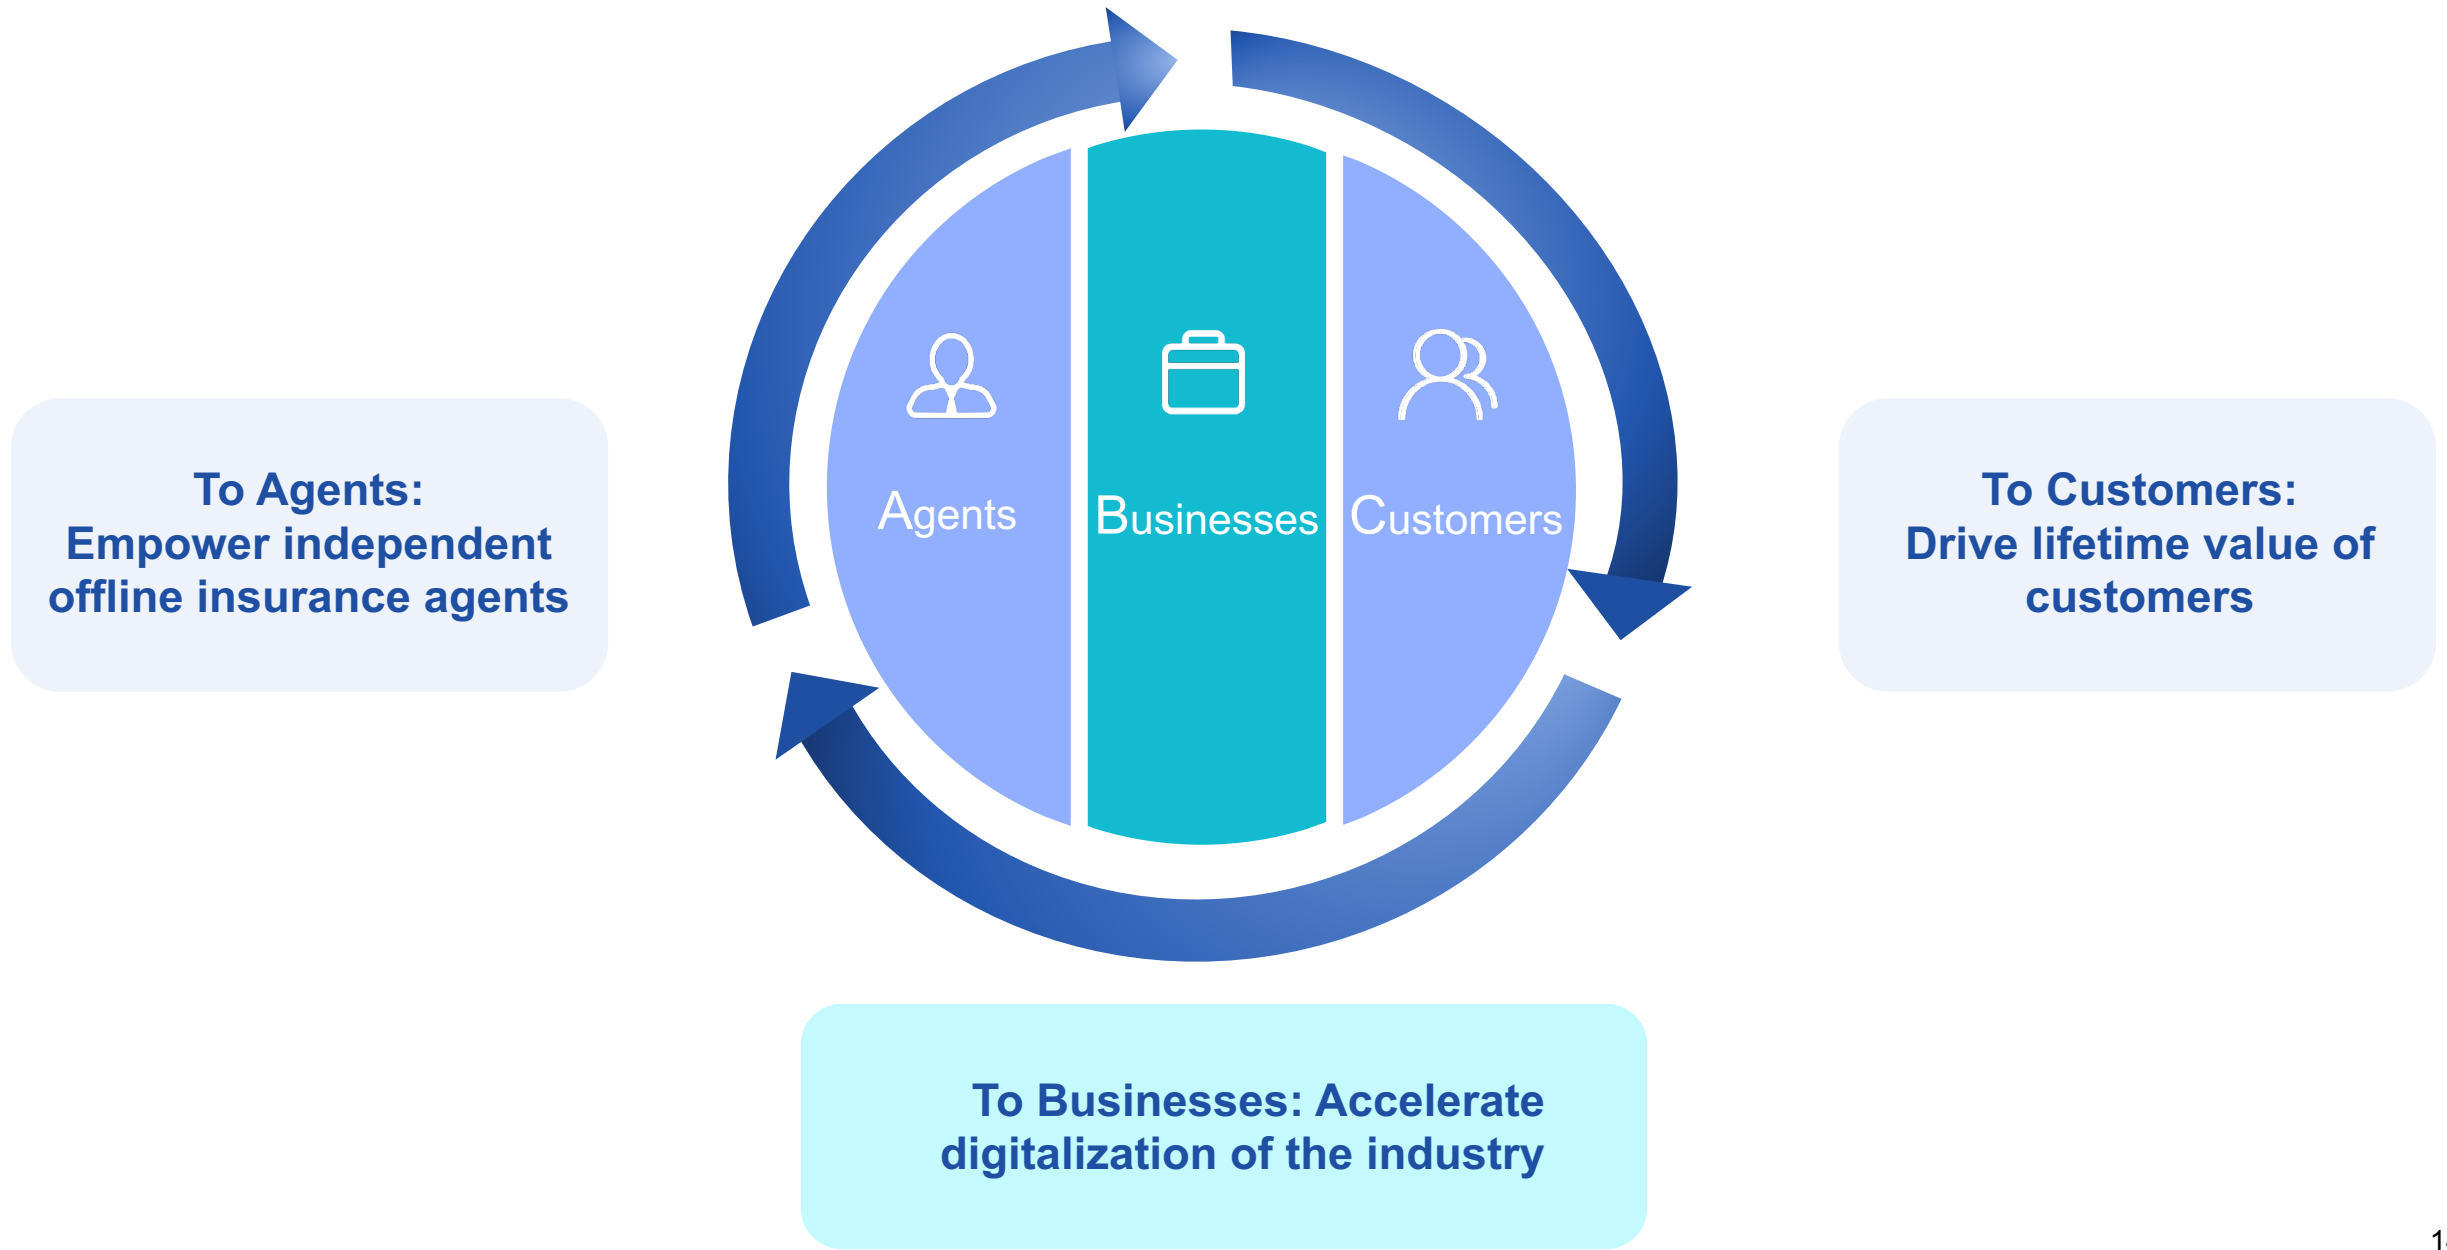 Agents
Businesses
Customers
To Agents:
Empower independent
offline insurance agents
To Customers:
Drive lifetime value of
customers
To Businesses: Accelerate
digitalization of the industry